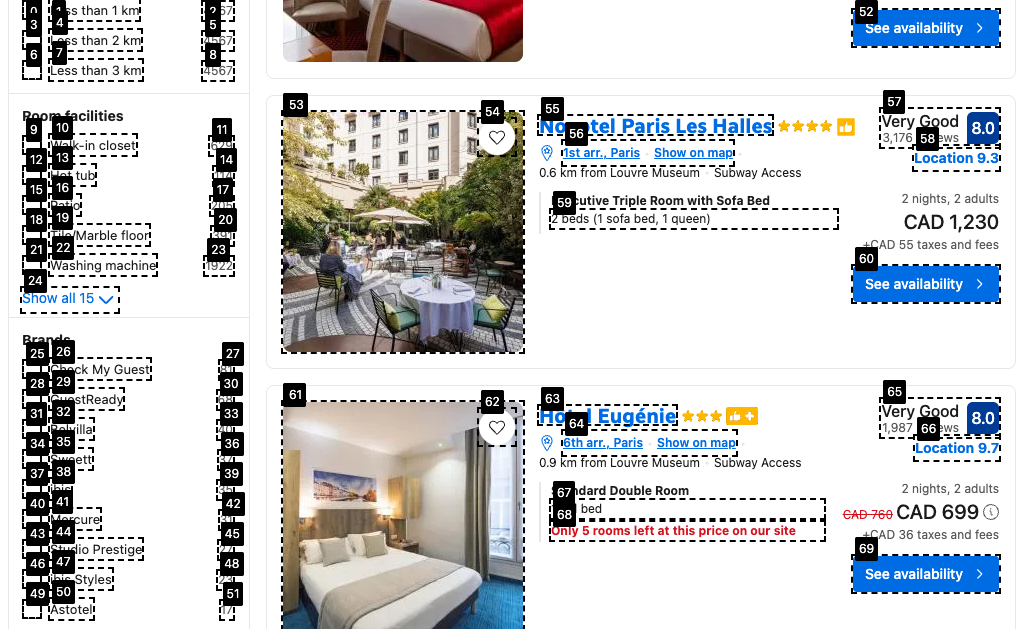 0
1
Less than 1 km
2
67
3
4
Less than 2 km
5
4567
6
7
Less than 3 km
8
4567
Room facilities
9
10
Walk-in closet
11
12
13
Hot tub
14
15
16
Patio
17
18
19
Tile/Marble floor
20
21
22
Washing machine
23
1922
24
Show all 15
Brands
25
26
Check My Guest
27
28
29
GuestReady
30
31
32
Belvilla
33
34
35
Sweett
36
37
38
39
40
41
Mercure
42
43
44
Studio Prestige
45
46
47
ibis Styles
48
49
50
Astotel
51
17
52
See availability
53
54
55
Novotel Paris Les Halles
56
1st arr., Paris
Show on map
0.6 km from Louvre Museum · Subway Access
57
Very Good
8.0
3,176 reviews
58
Location 9.3
59
Executive Triple Room with Sofa Bed
2 beds (1 sofa bed, 1 queen)
2 nights, 2 adults
CAD 1,230
+CAD 55 taxes and fees
60
See availability
61
62
63
Hotel Eugénie
64
6th arr., Paris
Show on map
0.9 km from Louvre Museum · Subway Access
65
Very Good
8.0
1,987 reviews
66
Location 9.7
67
Standard Double Room
68
bed
Only 5 rooms left at this price on our site
2 nights, 2 adults
CAD 760 CAD 699
+CAD 36 taxes and fees
69
See availability